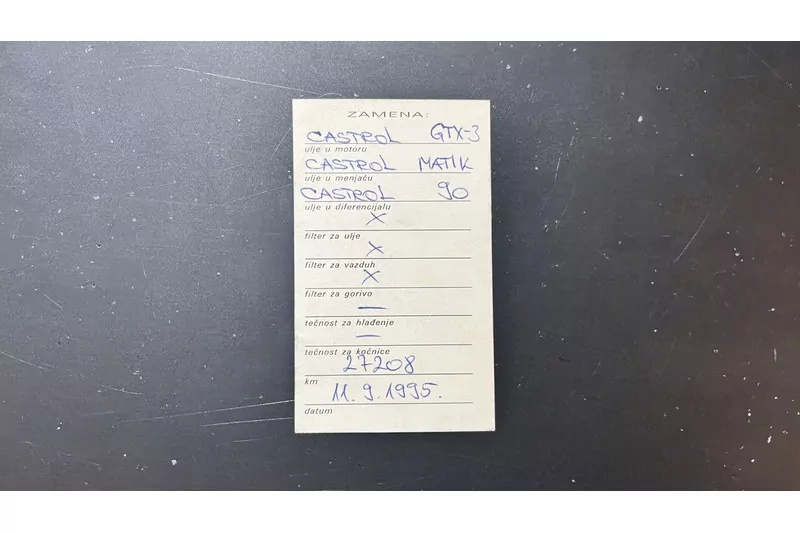 ZAMENA:
CASTROL GTX-3
ulje u motoru
CASTROL MATIK
ulje u menjaču
CASTROL 90
ulje u diferencijalu
X
filter za ulje
X
filter za vazduh
X
filter za gorivo
—
tečnost za hlađenje
—
tečnost za kočnice
27208
km
11. 9. 1995.
datum